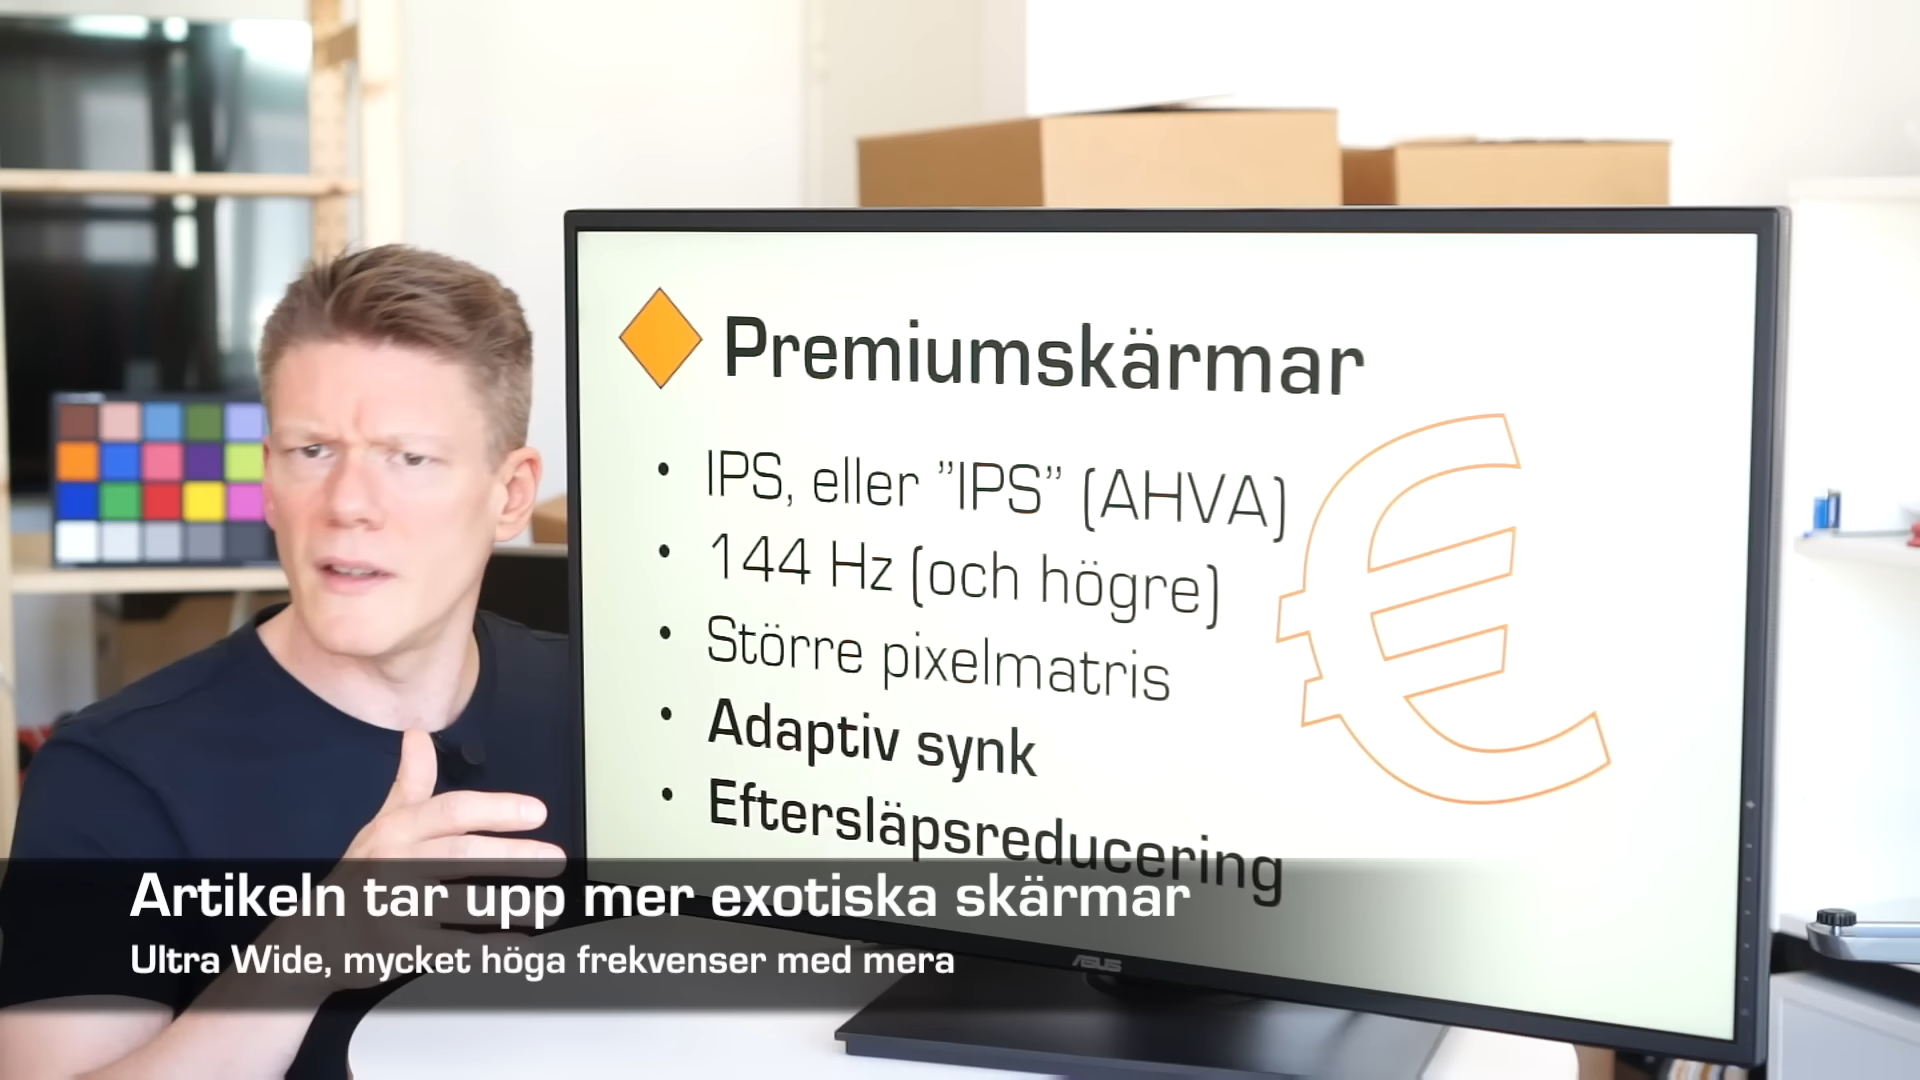 Premiumskärmar
• IPS, eller ”IPS” (AHVA)
• 144 Hz (och högre)
• Större pixelmatris
• Adaptiv synk
• Eftersläpsreducering
€
Artikeln tar upp mer exotiska skärmar
Ultra Wide, mycket höga frekvenser med mera
ASUS